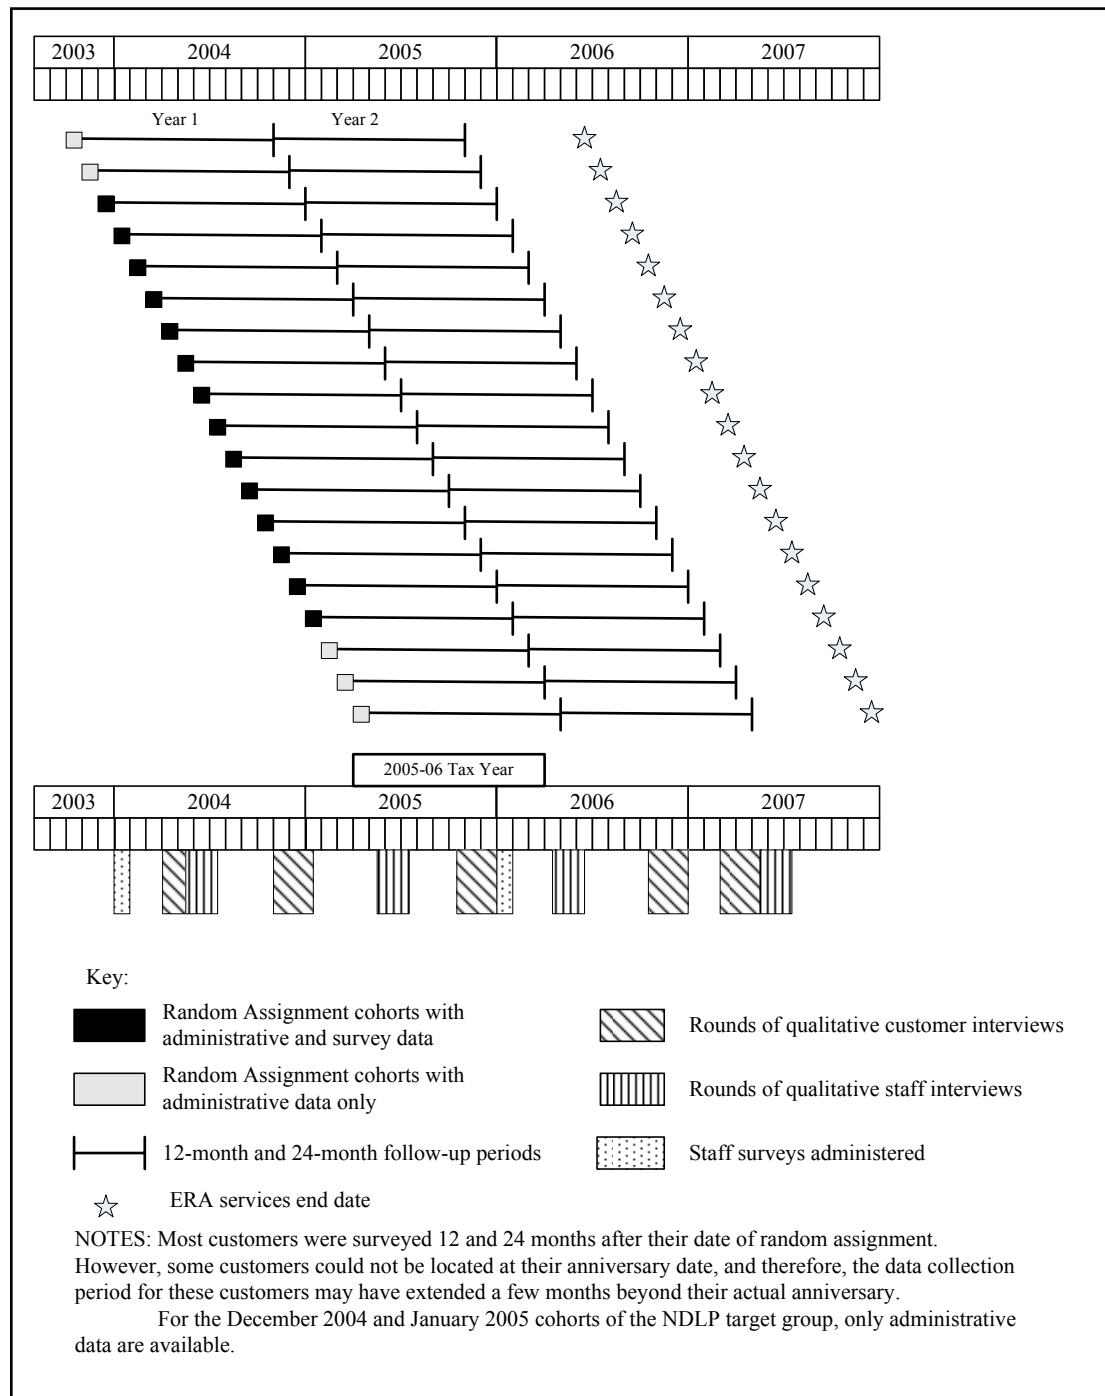 2003 2004 2005 2006 2007
Year 1 Year 2
2005-06 Tax Year
2003 2004 2005 2006 2007
Key:
Random Assignment cohorts with
administrative and survey data
Random Assignment cohorts with
administrative data only
12-month and 24-month follow-up periods
ERA services end date
Rounds of qualitative customer interviews
Rounds of qualitative staff interviews
Staff surveys administered
NOTES: Most customers were surveyed 12 and 24 months after their date of random assignment.
However, some customers could not be located at their anniversary date, and therefore, the data collection
period for these customers may have extended a few months beyond their actual anniversary.
For the December 2004 and January 2005 cohorts of the NDLP target group, only administrative
data are available.